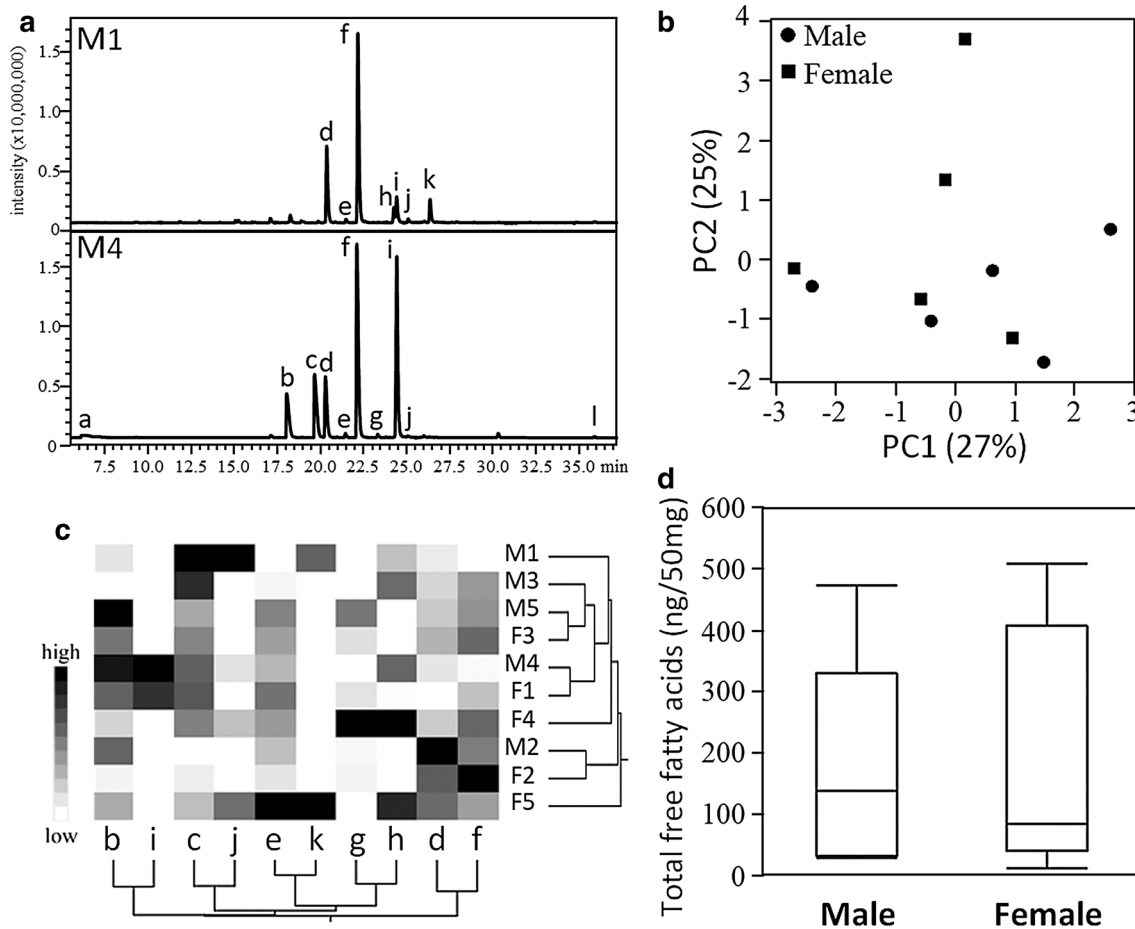 a
M1
intensity (x10,000,000)
1.5
1.0
0.5
0
d
e
f
h
i
j
k
M4
1.5
1.0
0.5
0
a
b
c
d
e
f
g
i
j
l
7.5 10.0 12.5 15.0 17.5 20.0 22.5 25.0 27.5 30.0 32.5 35.0 min
b
Male
Female
PC2 (25%)
4
3
2
1
0
-1
-2
-3 -2 -1 0 1 2 3
PC1 (27%)
c
high
low
M1
M3
M5
F3
M4
F1
F4
M2
F2
F5
b i c j e k g h d f
d
Total free fatty acids (ng/50mg)
600
500
400
300
200
100
0
Male Female